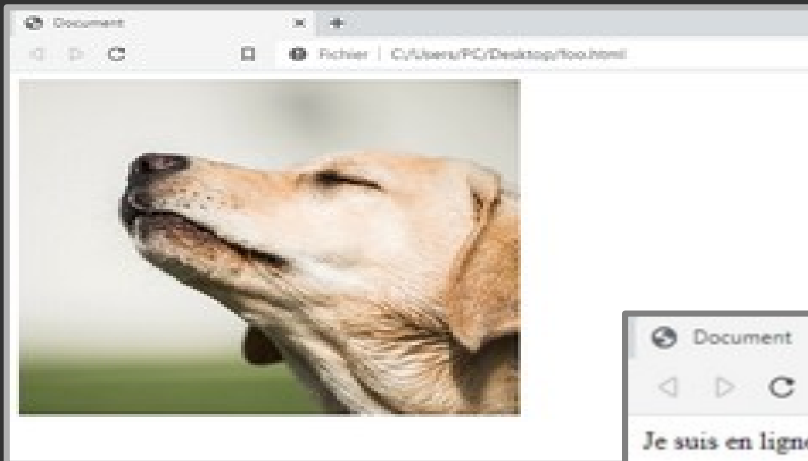 Document
Fichier | C:/Users/PC/Desktop/foo.html
Document
Je suis en ligne